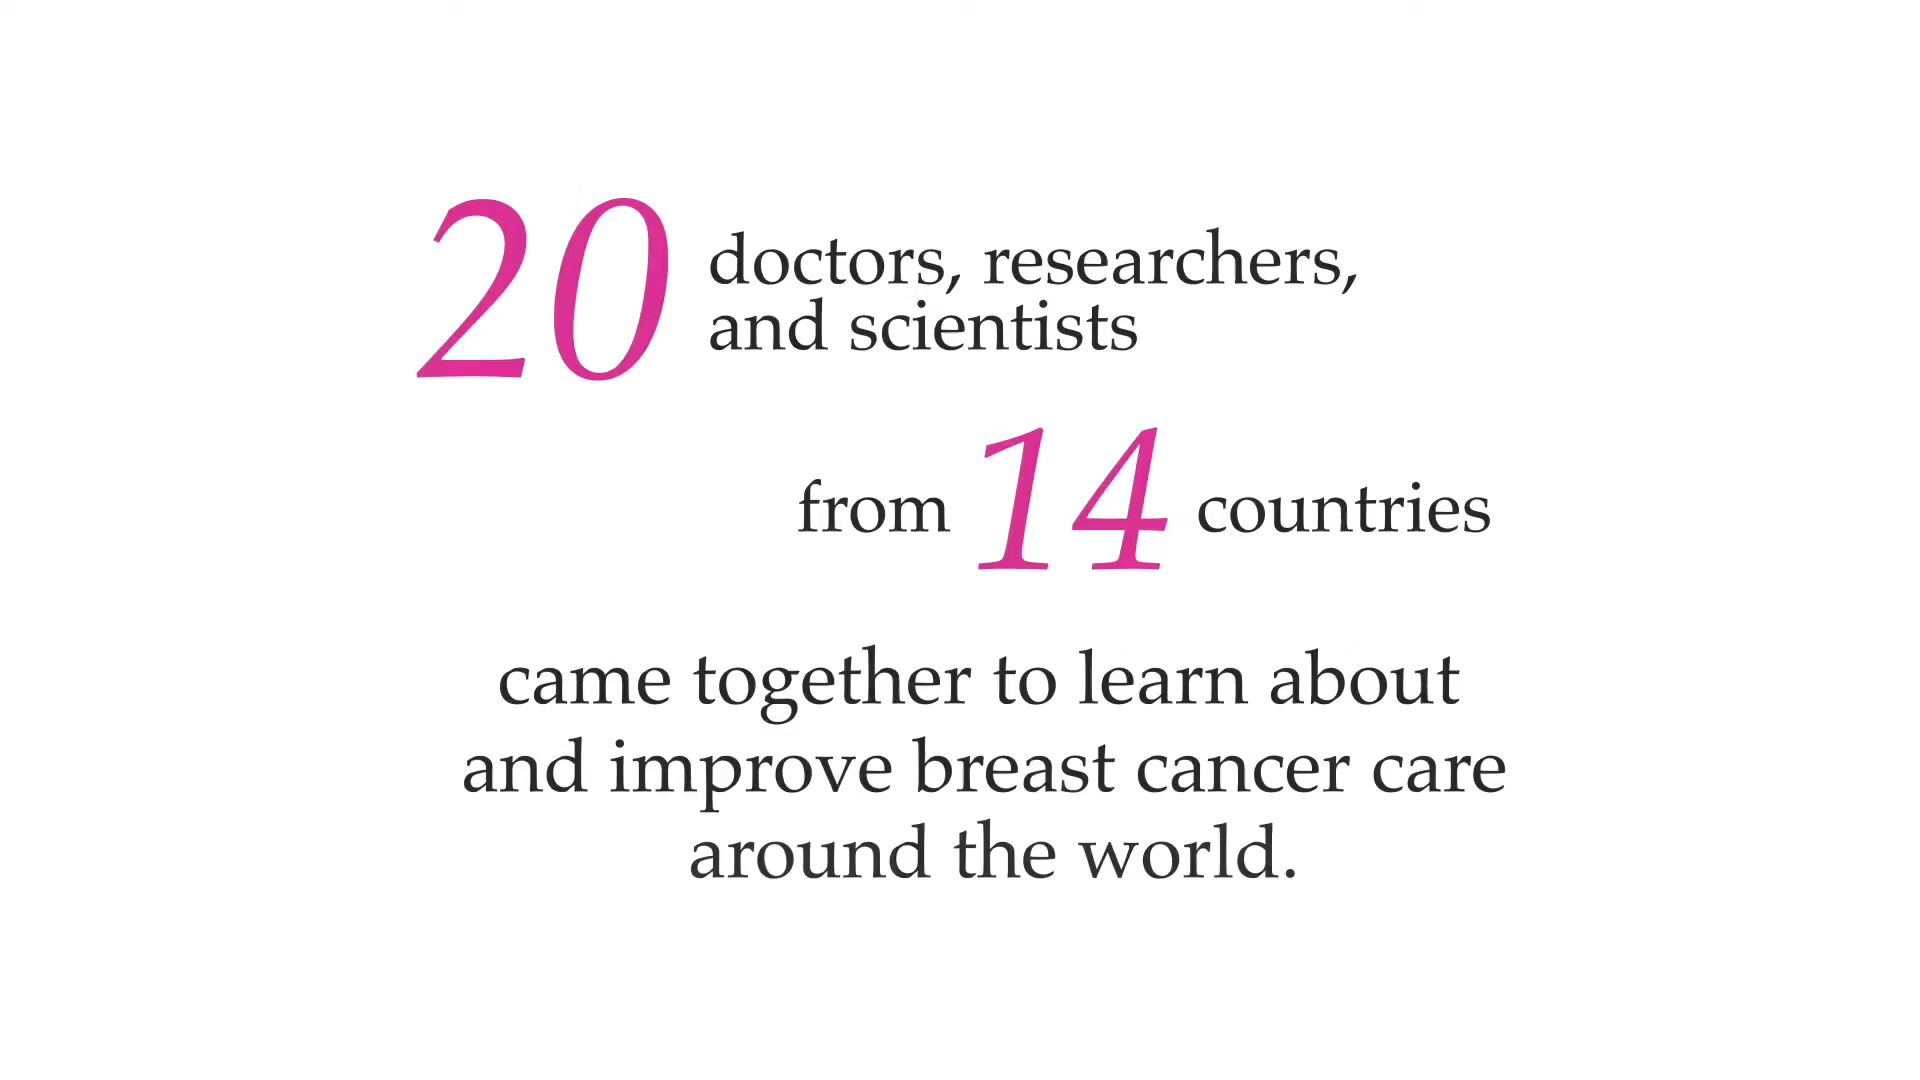 20 doctors, researchers,
and scientists
from 14 countries
came together to learn about
and improve breast cancer care
around the world.